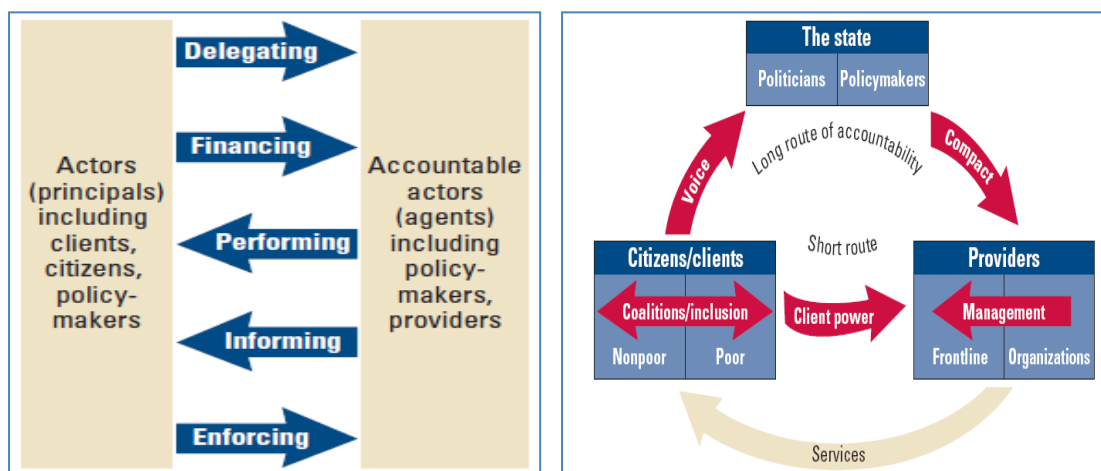 Delegating
Financing
Actors
(principals)
including
clients,
citizens,
policy-
makers
Accountable
actors
(agents)
including
policy-
makers,
providers
Performing
Informing
Enforcing
The state
Politicians
Policymakers
Long route of accountability
Voice
Compact
Short route
Citizens/clients
Coalitions/inclusion
Nonpoor
Poor
Client power
Providers
Management
Frontline
Organizations
Services